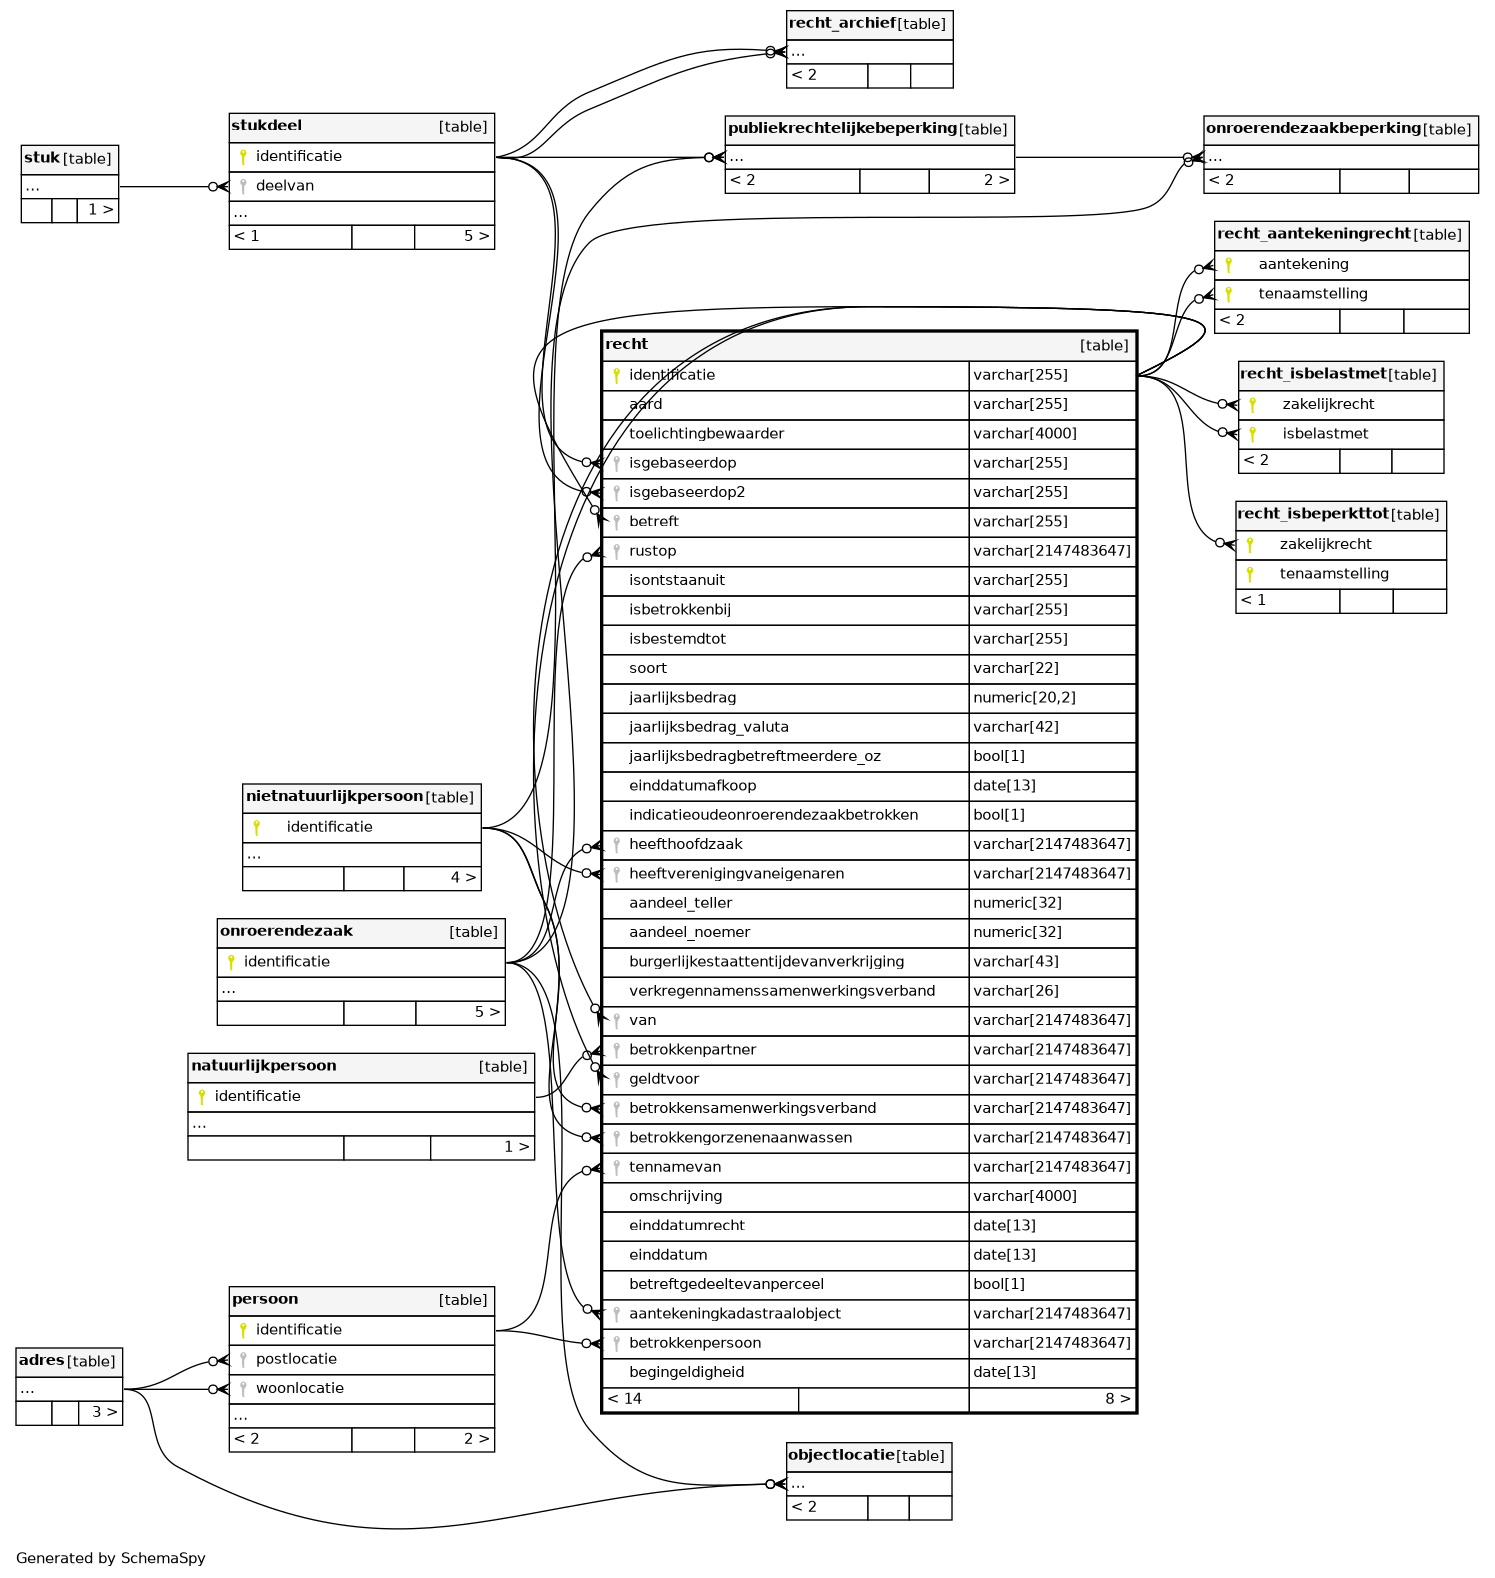 recht_archief [table]
...
< 2
stukdeel [table]
identificatie
deelvan
...
< 1 5 >
publiekrechtelijkebeperking [table]
...
< 2 2 >
onroerendezaakbeperking [table]
...
< 2
stuk [table]
...
1 >
recht_aantekeningrecht [table]
aantekening
tenaamstelling
< 2
recht_isbelastmet [table]
zakelijkrecht
isbelastmet
< 2
recht_isbeperkttot [table]
zakelijkrecht
tenaamstelling
< 1
recht [table]
identificatie varchar[255]
aard varchar[255]
toelichtingbewaarder varchar[4000]
isgebaseerdop varchar[255]
isgebaseerdop2 varchar[255]
betreft varchar[255]
rustop varchar[2147483647]
isontstaanuit varchar[255]
isbetrokkenbij varchar[255]
isbestemdtot varchar[255]
soort varchar[22]
jaarlijksbedrag numeric[20,2]
jaarlijksbedrag_valuta varchar[42]
jaarlijksbedragbetreftmeerdere_oz bool[1]
einddatumafkoop date[13]
indicatieoudeonroerendezaakbetrokken bool[1]
heefthoofdzaak varchar[2147483647]
heeftverenigingvaneigenaren varchar[2147483647]
aandeel_teller numeric[32]
aandeel_noemer numeric[32]
burgerlijkestaattentijdevanverkrijging varchar[43]
verkregennamenssamenwerkingsverband varchar[26]
van varchar[2147483647]
betrokkenpartner varchar[2147483647]
geldtvoor varchar[2147483647]
betrokkensamenwerkingsverband varchar[2147483647]
betrokkengorzenenaanwassen varchar[2147483647]
tennamevan varchar[2147483647]
omschrijving varchar[4000]
einddatumrecht date[13]
einddatum date[13]
betreftgedeeltevanperceel bool[1]
aantekeningkadastraalobject varchar[2147483647]
betrokkenpersoon varchar[2147483647]
begingeldigheid date[13]
< 14 8 >
nietnatuurlijkpersoon [table]
identificatie
...
4 >
onroerendezaak [table]
identificatie
...
5 >
natuurlijkpersoon [table]
identificatie
...
1 >
persoon [table]
identificatie
postlocatie
woonlocatie
...
< 2 2 >
adres [table]
...
3 >
objectlocatie [table]
...
< 2
Generated by SchemaSpy